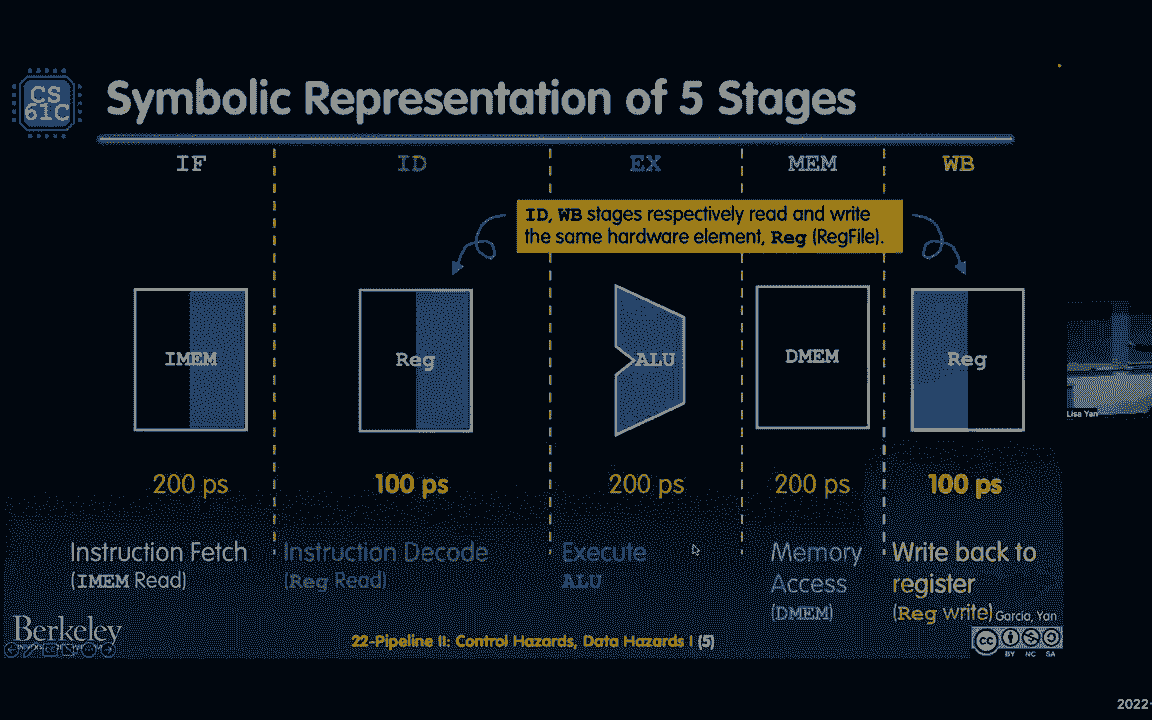 CS
61C
Symbolic Representation of 5 Stages
IF ID EX MEM WB
ID, WB stages respectively read and write
the same hardware element, Reg (RegFile).
IMEM Reg ALU DMEM Reg
Lisa Yan
200 ps 100 ps 200 ps 200 ps 100 ps
Instruction Fetch
(IMEM Read)
Instruction Decode
(Reg Read)
Execute
ALU
Memory
Access
(DMEM)
Write back to
register
(Reg write)
Garcia, Yan
Berkeley
22-Pipeline II: Control Hazards, Data Hazards I (5)
cc
BY NC SA
2022-